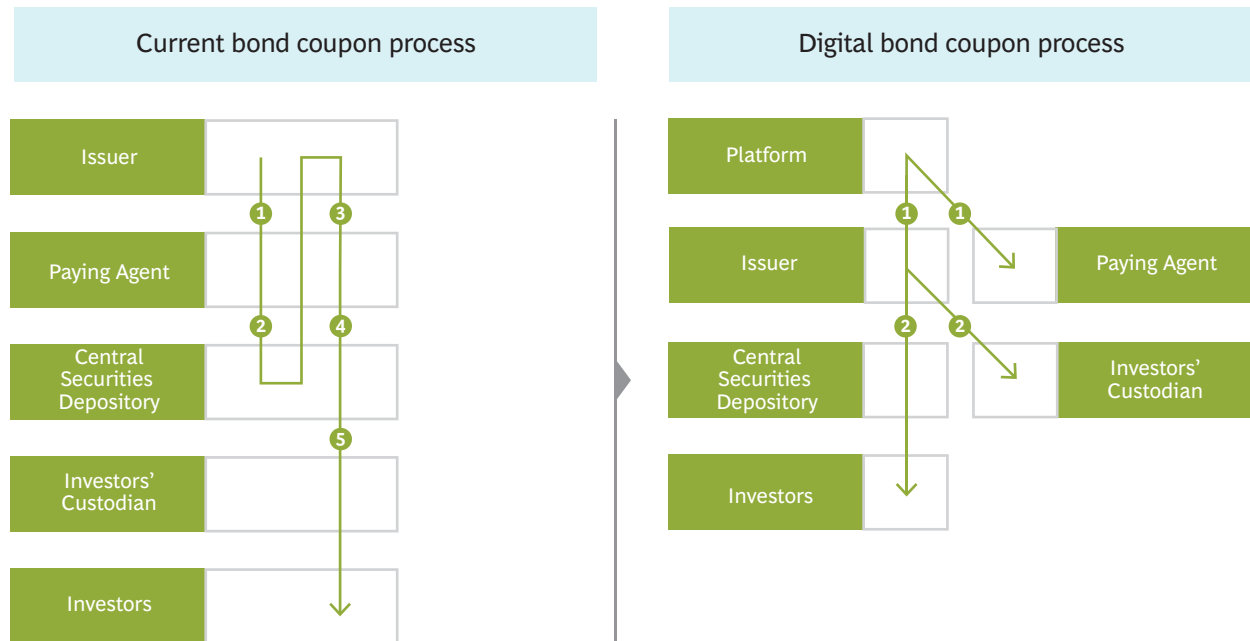 Current bond coupon process
Issuer
1
3
Paying Agent
2
4
Central
Securities
Depository
5
Investors’
Custodian
Investors
Digital bond coupon process
Platform
1
1
Issuer
Paying Agent
2
2
Central
Securities
Depository
Investors’
Custodian
Investors